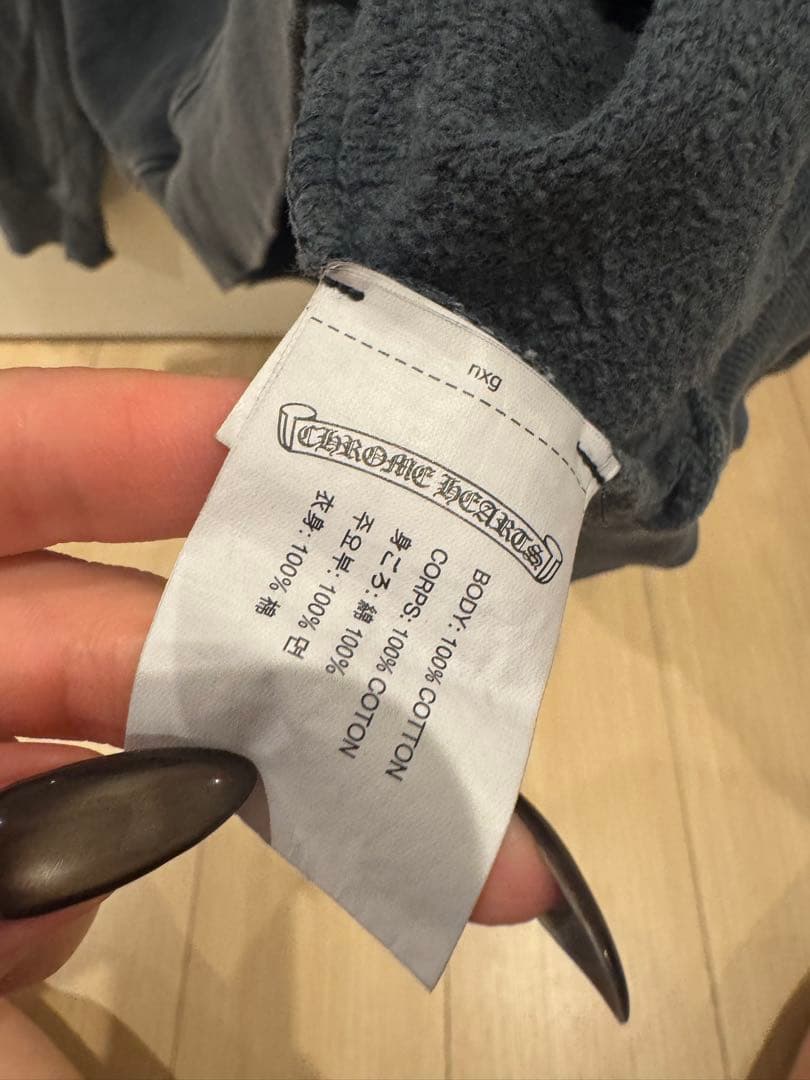 nxg
CHROME HEARTS
BODY: 100% COTTON
CORPS: 100% COTON
身ごろ: 綿 100%
주요부: 100% 면
衣身: 100% 棉